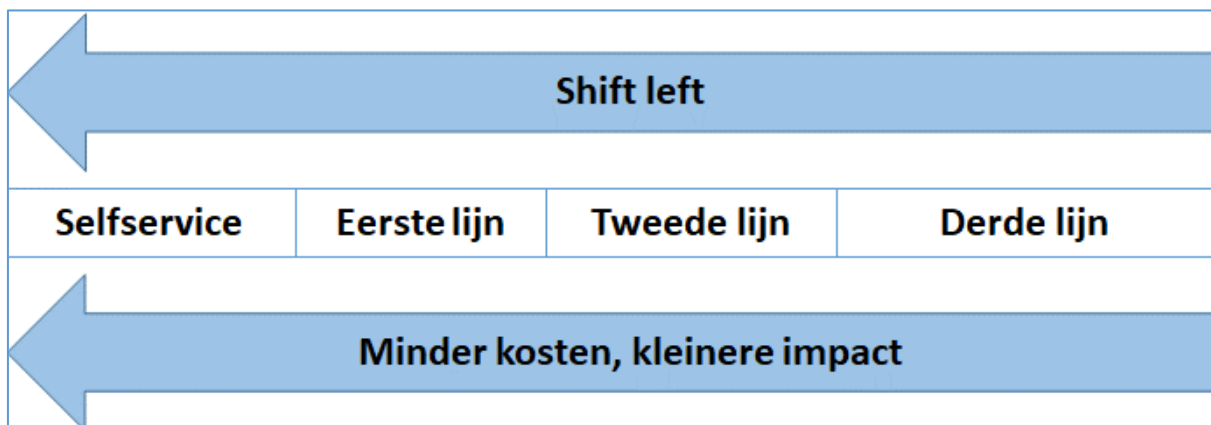 Shift left
Selfservice Eerste lijn Tweede lijn Derde lijn
Minder kosten, kleinere impact